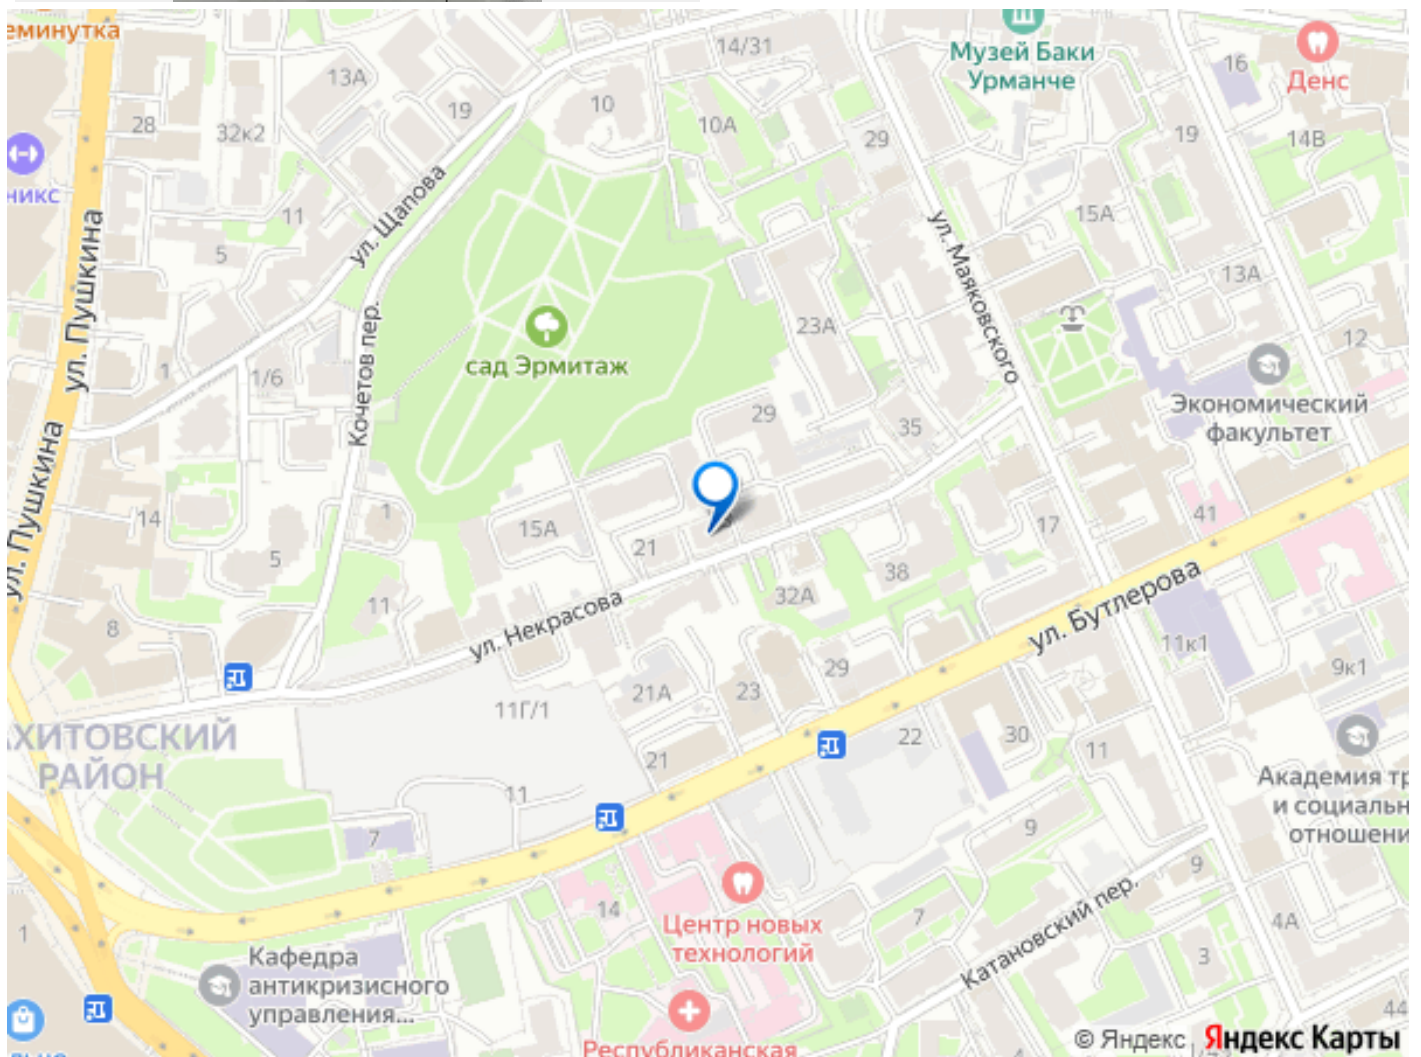 еминутка
28
13А
32к2
19
14/31
10
10А
29
Музей Баки
Урманче
16
Денс
19
14В
никс
11
5
ул. Щапова
ул. Пушкина
15А
ул. Маяковского
13А
Кочетов пер.
сад Эрмитаж
23А
12
1
1/6
29
35
Экономический
факультет
ул. Пушкина
14
1
15А
21
17
41
5
11
32А
38
ул. Некрасова
ул. Бутлерова
8
11к1
9к1
21А
23
29
11Г/1
22
30
11
ХИТОВСКИЙ
РАЙОН
21
11
7
9
9
Академия тр
и социальн
отношени
14
Центр новых
технологий
7
Катановский пер.
4А
3
1
Кафедра
антикризисного
управления...
44
Республиканская
© Яндекс
Яндекс Карты